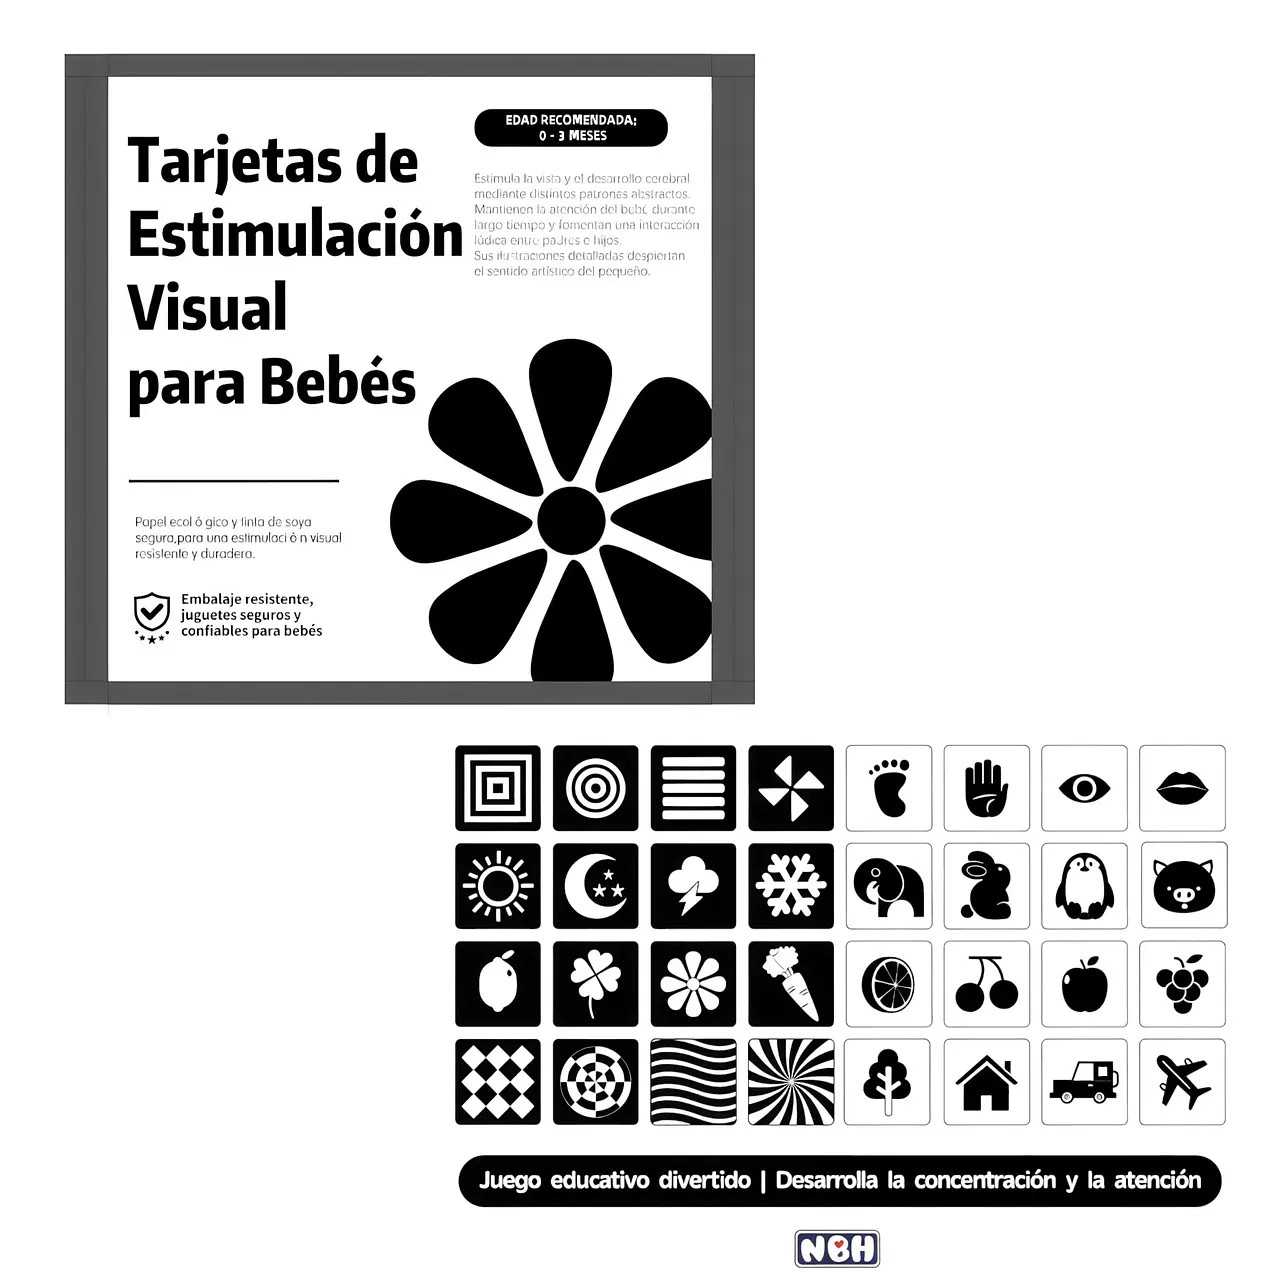 Tarjetas de
Estimulación
Visual
para Bebés
EDAD RECOMENDADA:
0 - 3 MESES
Estimula la vista y el desarrollo cerebral
mediante distintos patrones abstractos.
Mantienen la atención del bebé durante
largo tiempo y fomentan una interacción
lúdica entre padres e hijos.
Sus ilustraciones detalladas despiertan
el sentido artístico del pequeño.
Papel ecol ó gico y tinta de soya
segura,para una estimulaci ó n visual
resistente y duradera.
Embalaje resistente,
juguetes seguros y
confiables para bebés
Juego educativo divertido | Desarrolla la concentración y la atención
NBH